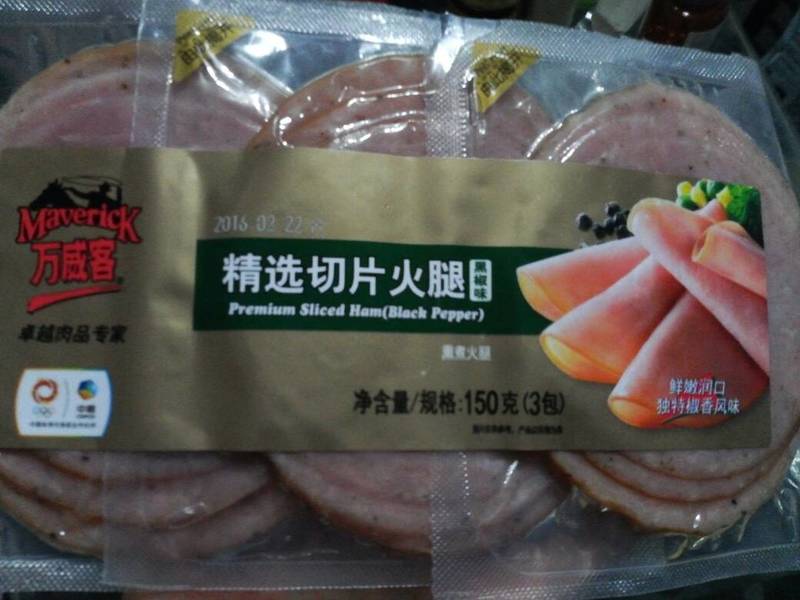 Maverick
万威客
卓越肉品专家
2016 02 22
精选切片火腿
黑椒味
Premium Sliced Ham(Black Pepper)
熏煮火腿
净含量/规格:150克(3包)
鲜嫩润口
独特椒香风味
中粮